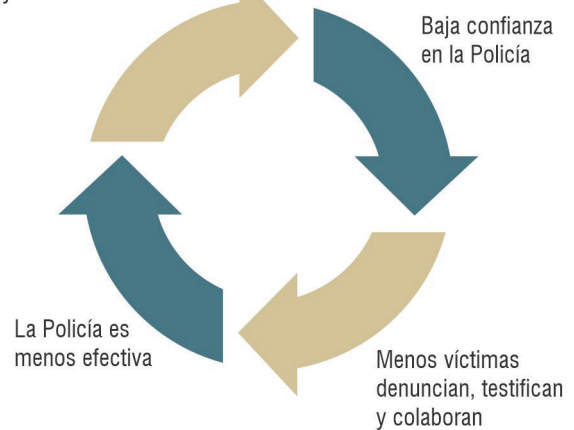 Baja confianza
en la Policía
La Policía es
menos efectiva
Menos víctimas
denuncian, testifican
y colaboran